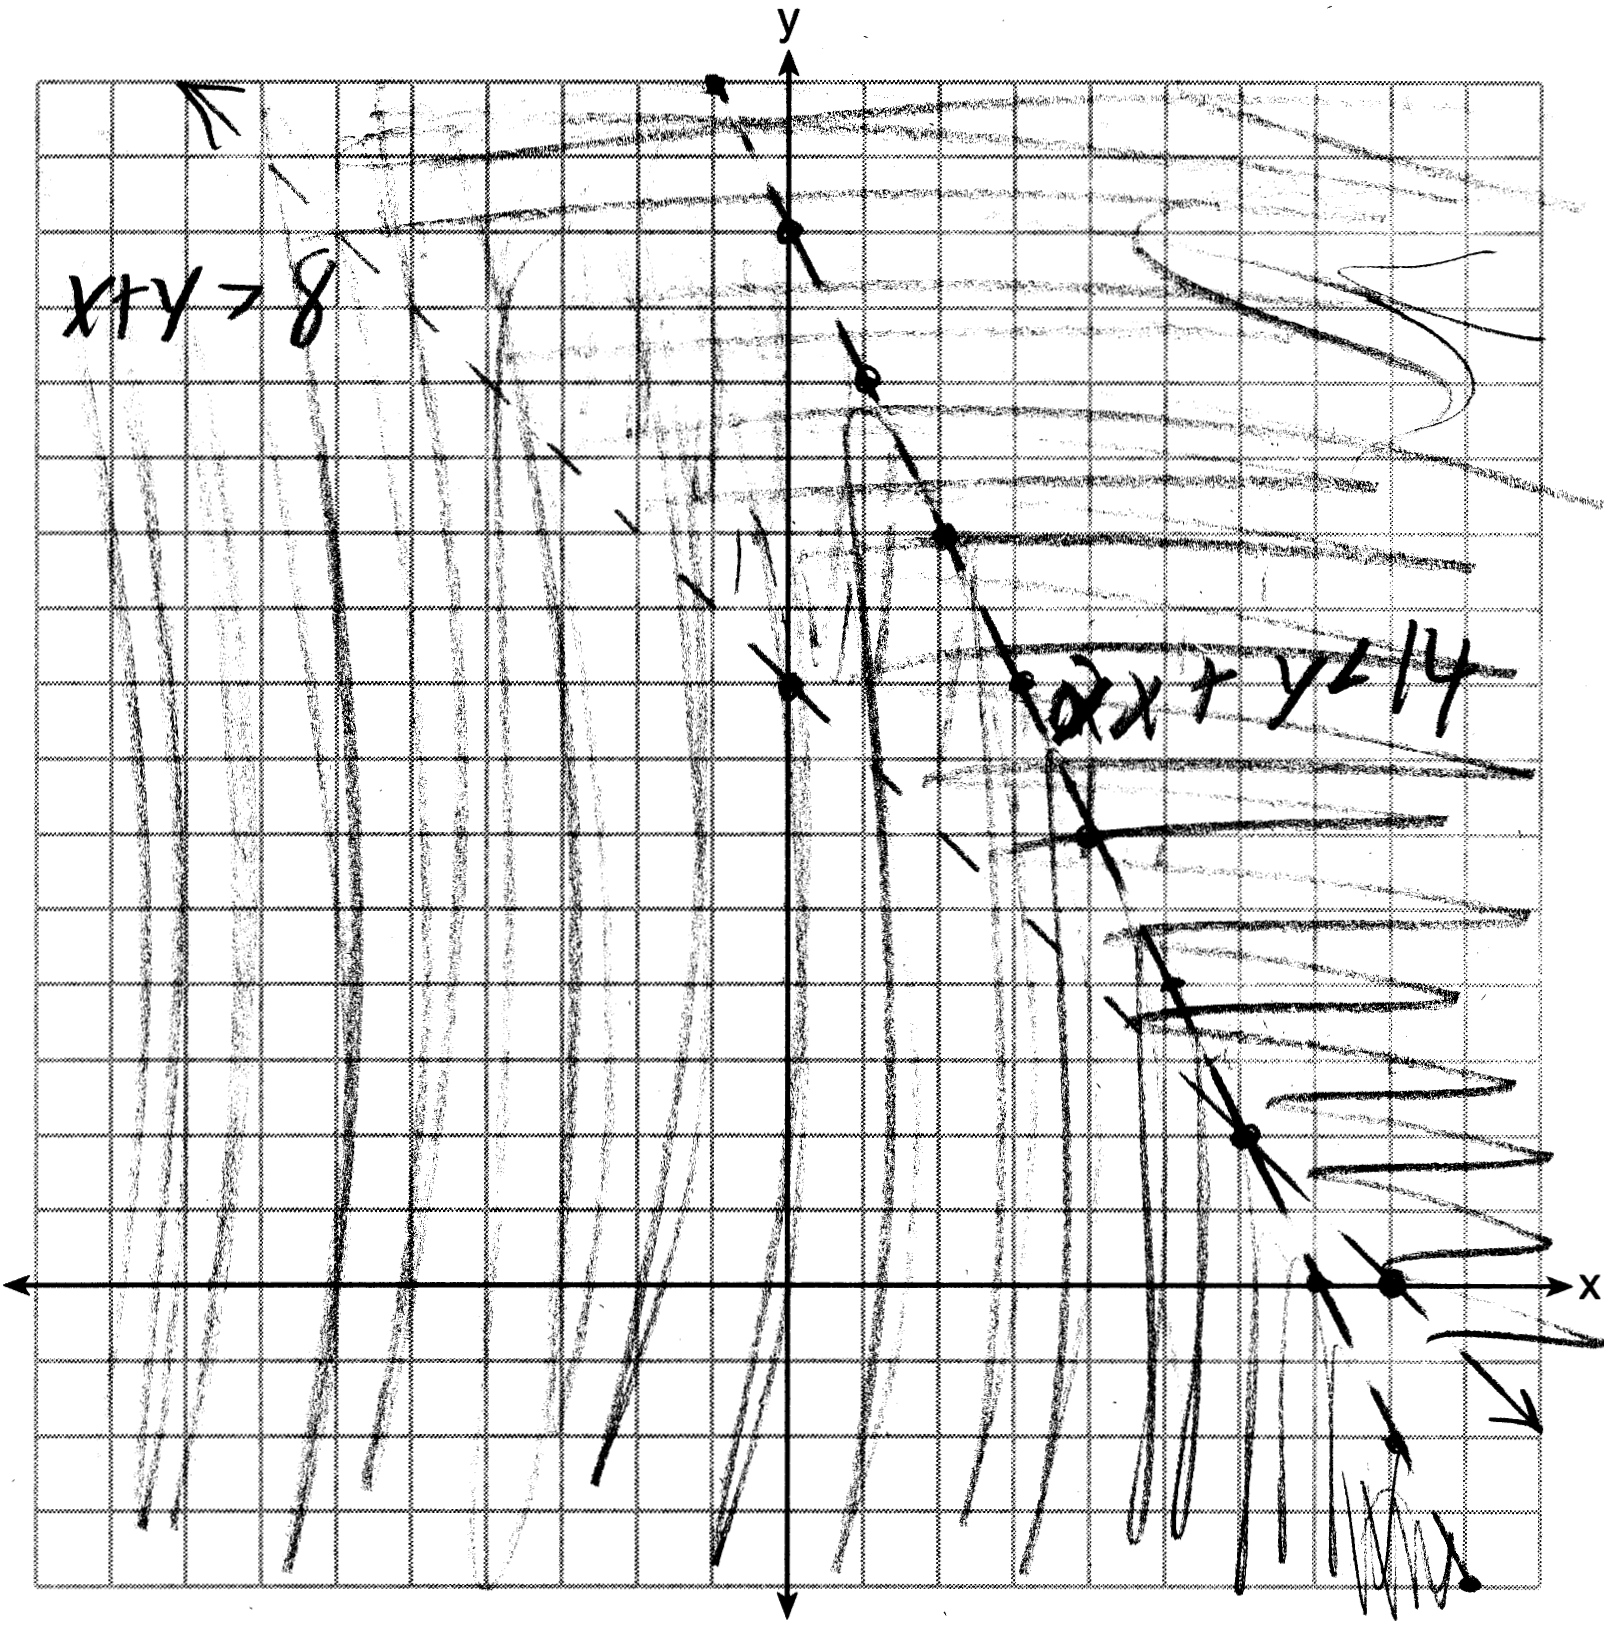 y
x+y > 8
2x + y < 14
x